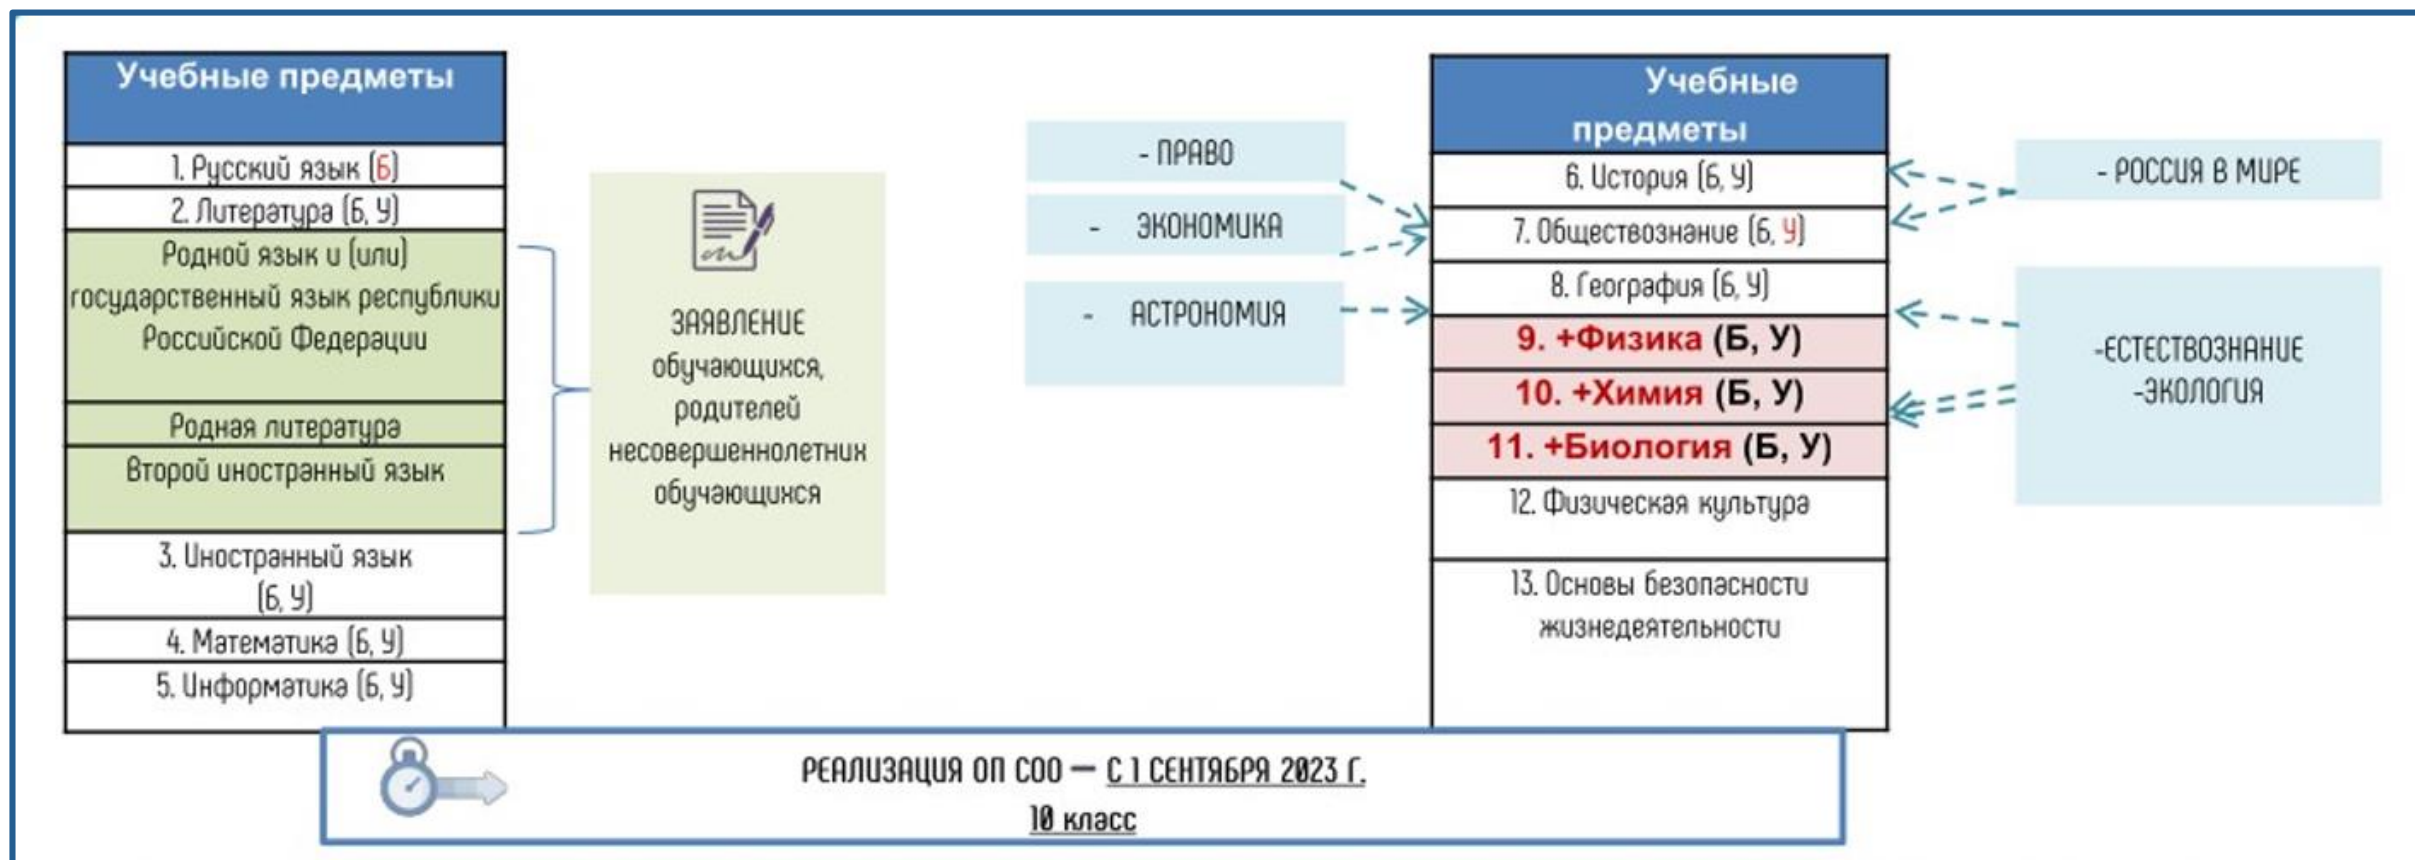 Учебные предметы
1. Русский язык (Б)
2. Литература (Б, У)
Родной язык и (или)
государственный язык республики
Российской Федерации
Родная литература
Второй иностранный язык
3. Иностранный язык
(Б, У)
4. Математика (Б, У)
5. Информатика (Б, У)
ЗАЯВЛЕНИЕ
обучающихся,
родителей
несовершеннолетних
обучающихся
- ПРАВО
- ЭКОНОМИКА
- АСТРОНОМИЯ
Учебные
предметы
6. История (Б, У)
7. Обществознание (Б, У)
8. География (Б, У)
9. +Физика (Б, У)
10. +Химия (Б, У)
11. +Биология (Б, У)
12. Физическая культура
13. Основы безопасности
жизнедеятельности
- РОССИЯ В МИРЕ
-ЕСТЕСТВОЗНАНИЕ
-ЭКОЛОГИЯ
РЕАЛИЗАЦИЯ ОП СОО — С 1 СЕНТЯБРЯ 2023 Г.
10 класс